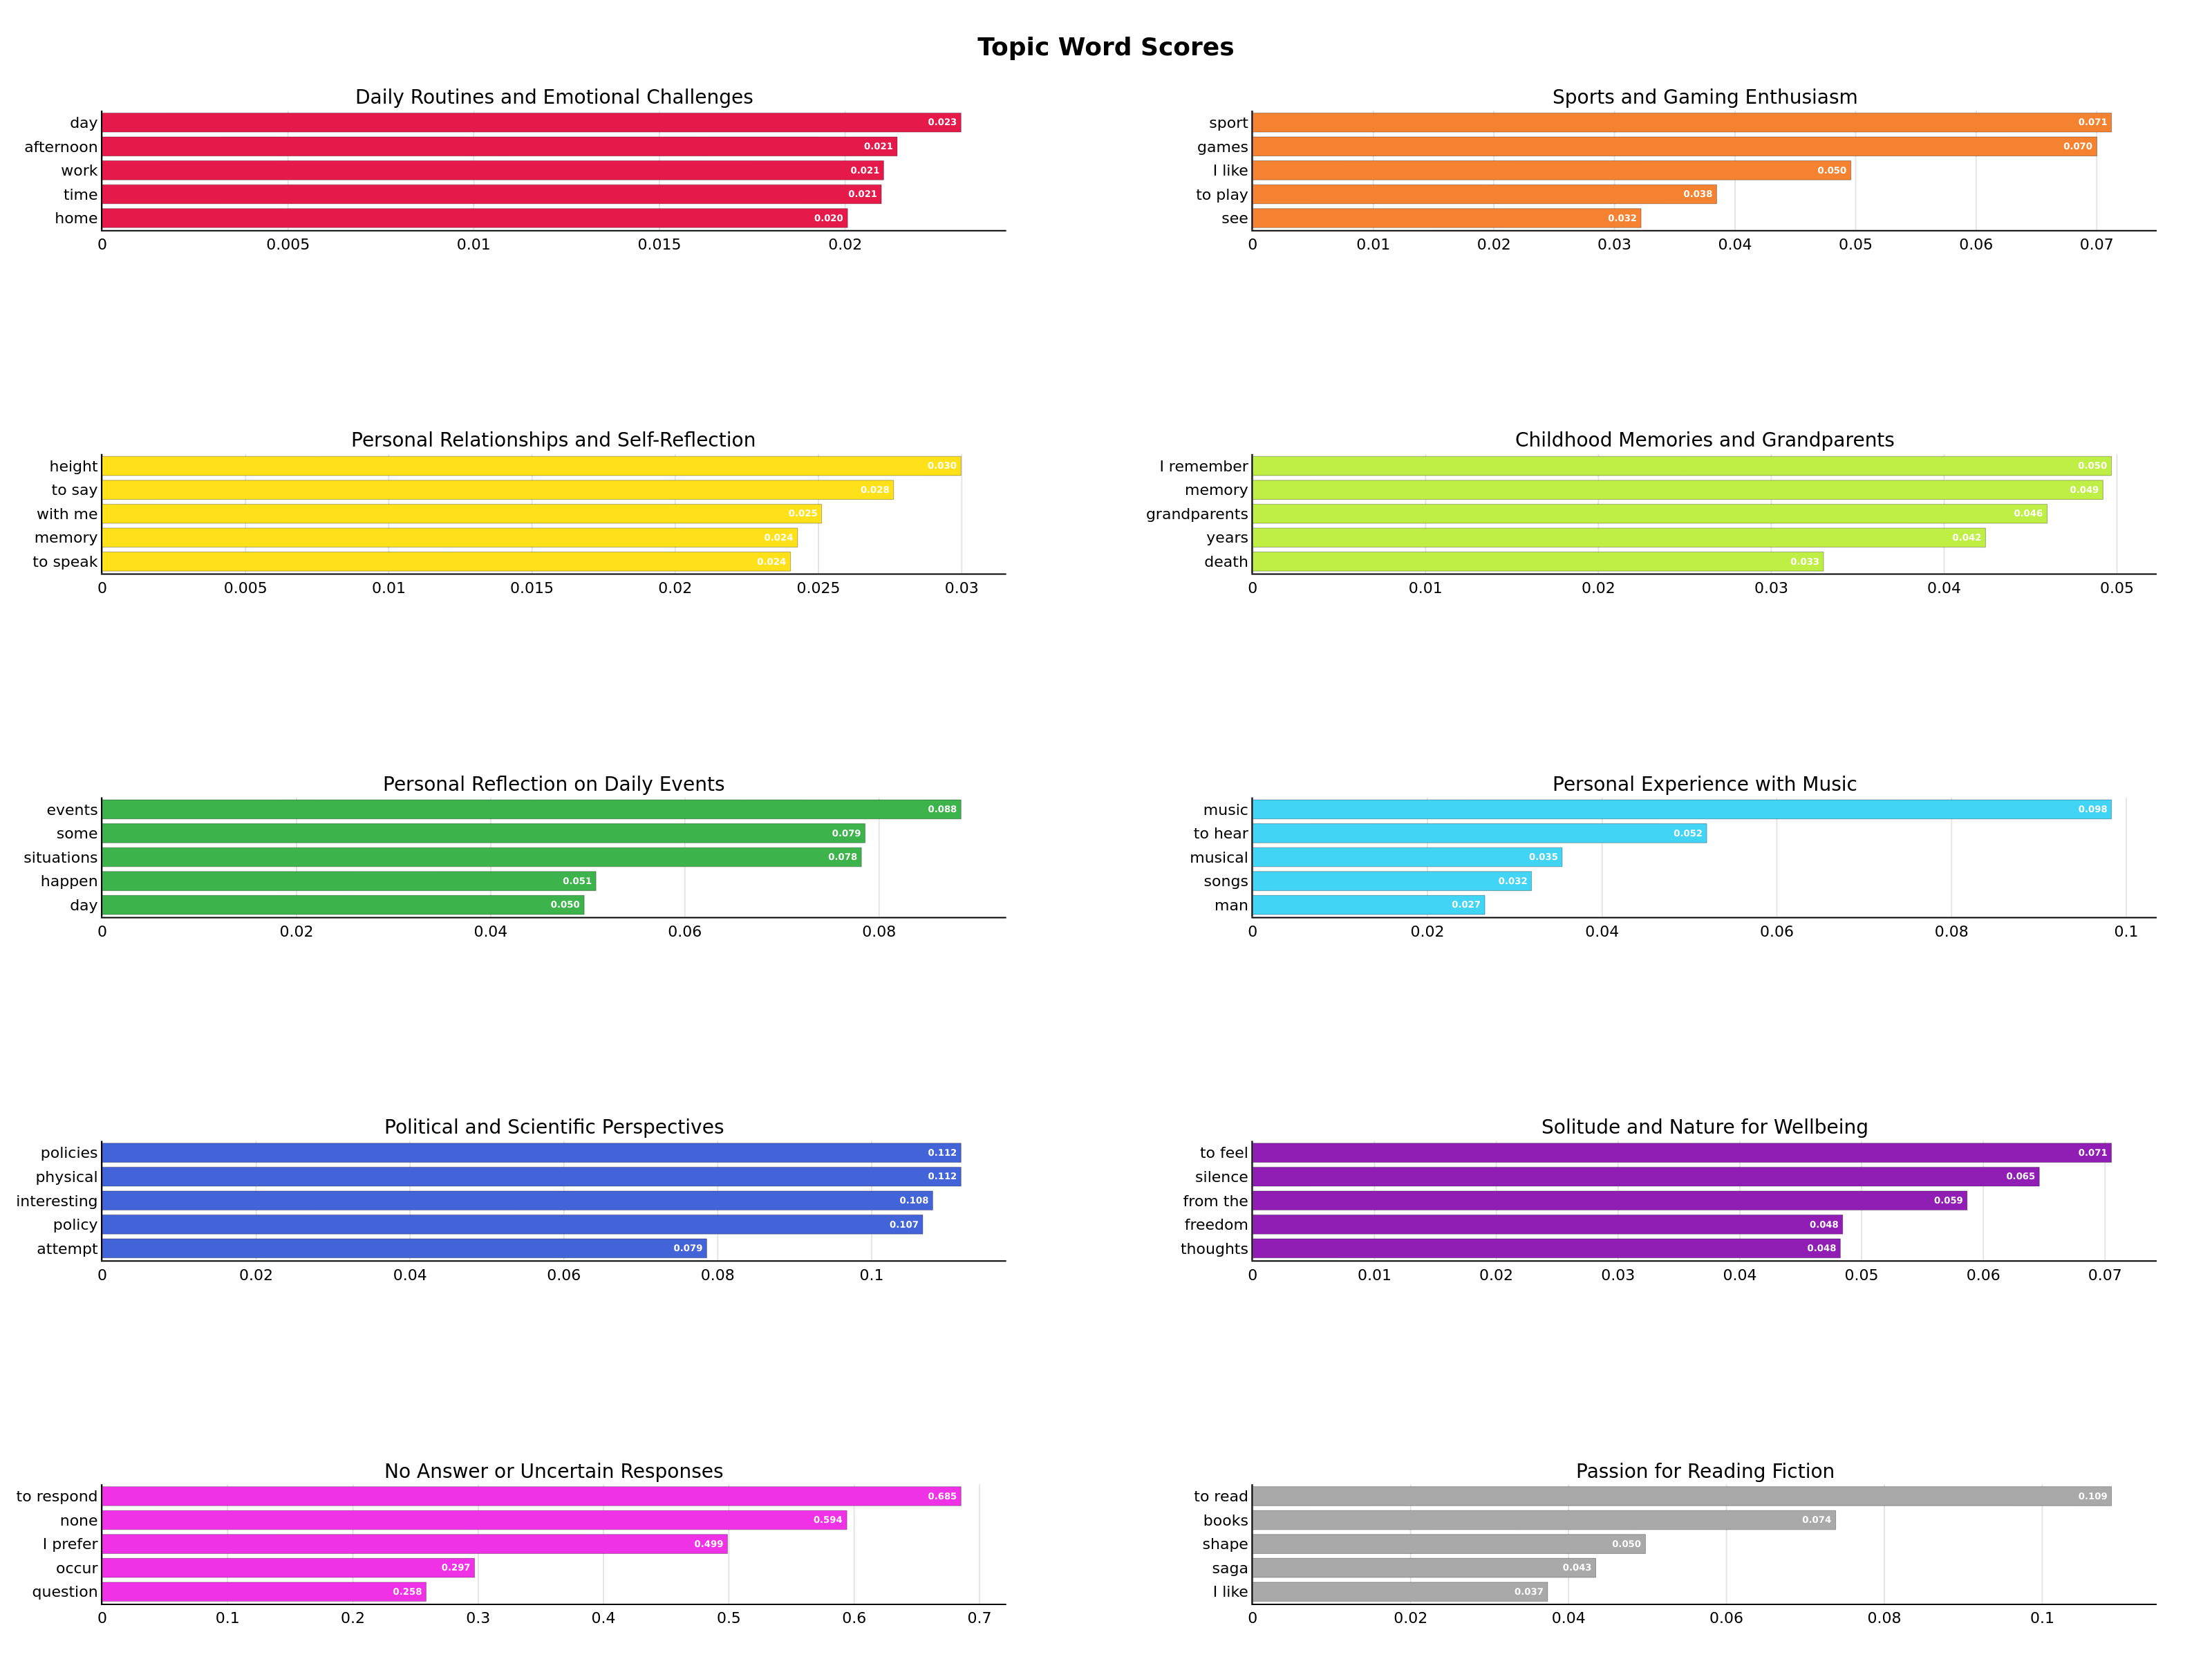 Topic Word Scores
Daily Routines and Emotional Challenges
day 0.023
afternoon 0.021
work 0.021
time 0.021
home 0.020
0 0.005 0.01 0.015 0.02
Sports and Gaming Enthusiasm
sport 0.071
games 0.070
I like 0.050
to play 0.038
see 0.032
0 0.01 0.02 0.03 0.04 0.05 0.06 0.07
Personal Relationships and Self-Reflection
height 0.030
to say 0.028
with me 0.025
memory 0.024
to speak 0.024
0 0.005 0.01 0.015 0.02 0.025 0.03
Childhood Memories and Grandparents
I remember 0.050
memory 0.049
grandparents 0.046
years 0.042
death 0.033
0 0.01 0.02 0.03 0.04 0.05
Personal Reflection on Daily Events
events 0.088
some 0.079
situations 0.078
happen 0.051
day 0.050
0 0.02 0.04 0.06 0.08
Personal Experience with Music
music 0.098
to hear 0.052
musical 0.035
songs 0.032
man 0.027
0 0.02 0.04 0.06 0.08 0.1
Political and Scientific Perspectives
policies 0.112
physical 0.112
interesting 0.108
policy 0.107
attempt 0.079
0 0.02 0.04 0.06 0.08 0.1
Solitude and Nature for Wellbeing
to feel 0.071
silence 0.065
from the 0.059
freedom 0.048
thoughts 0.048
0 0.01 0.02 0.03 0.04 0.05 0.06 0.07
No Answer or Uncertain Responses
to respond 0.685
none 0.594
I prefer 0.499
occur 0.297
question 0.258
0 0.1 0.2 0.3 0.4 0.5 0.6 0.7
Passion for Reading Fiction
to read 0.109
books 0.074
shape 0.050
saga 0.043
I like 0.037
0 0.02 0.04 0.06 0.08 0.1